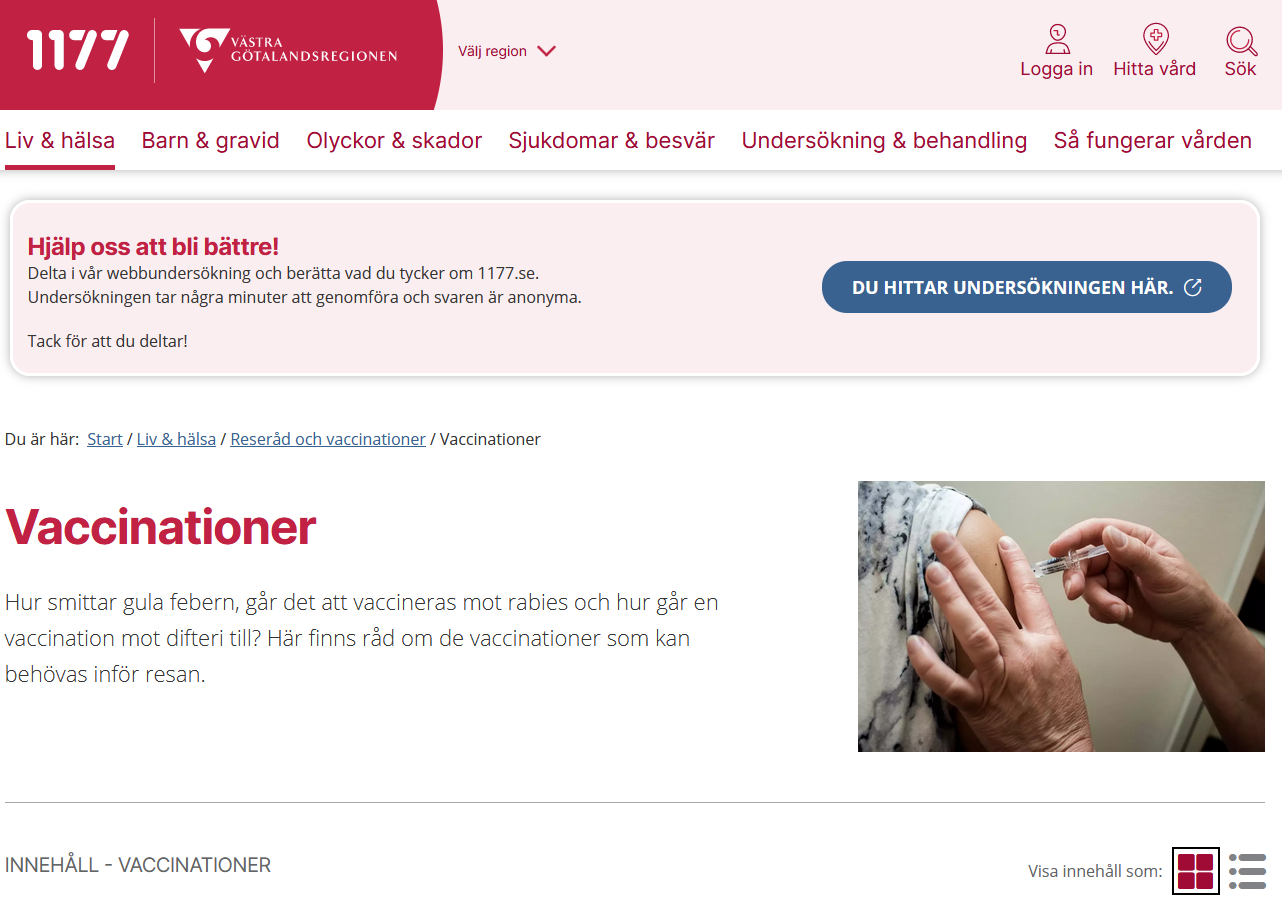 1177
VÄSTRA
GÖTALANDSREGIONEN
Välj region
Logga in
Hitta vård
Sök
Liv & hälsa
Barn & gravid
Olyckor & skador
Sjukdomar & besvär
Undersökning & behandling
Så fungerar vården
Hjälp oss att bli bättre!
Delta i vår webbundersökning och berätta vad du tycker om 1177.se.
Undersökningen tar några minuter att genomföra och svaren är anonyma.
Tack för att du deltar!
DU HITTAR UNDERSÖKNINGEN HÄR.
Du är här: Start / Liv & hälsa / Reseråd och vaccinationer / Vaccinationer
Vaccinationer
Hur smittar gula febern, går det att vaccineras mot rabies och hur går en
vaccination mot difteri till? Här finns råd om de vaccinationer som kan
behövas inför resan.
INNEHÅLL - VACCINATIONER
Visa innehåll som: